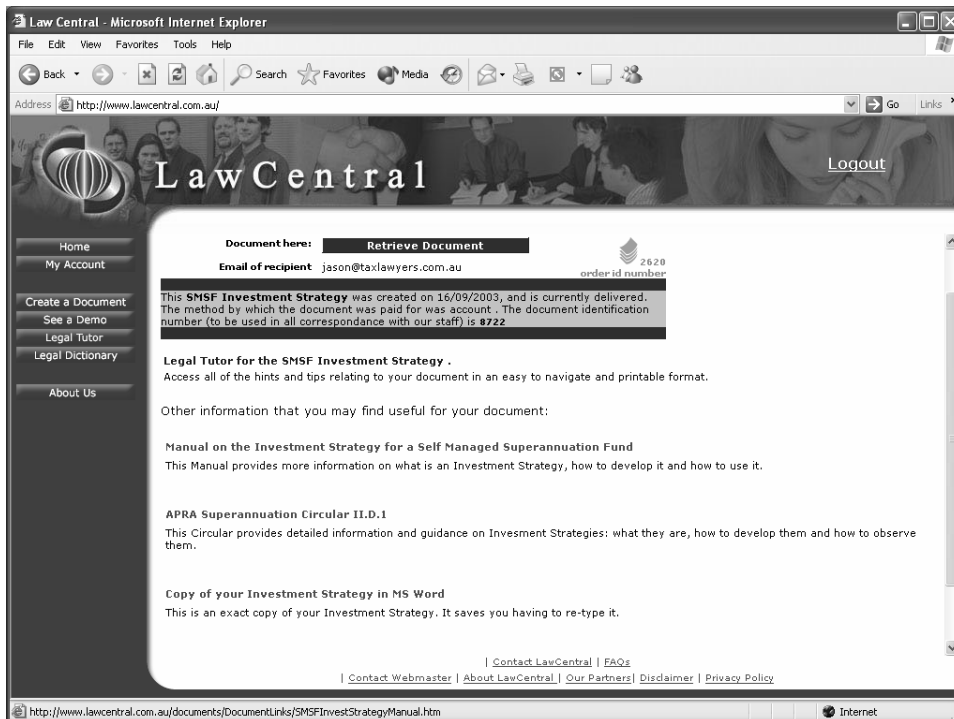 Law Central - Microsoft Internet Explorer
File Edit View Favorites Tools Help
Back Search Favorites Media
Address http://www.lawcentral.com.au/ Go Links
LawCentral
Logout
Home
My Account
Create a Document
See a Demo
Legal Tutor
Legal Dictionary
About Us
Document here: Retrieve Document
Email of recipient jason@taxlawyers.com.au
2620
order id number
This SMSF Investment Strategy was created on 16/09/2003, and is currently delivered.
The method by which the document was paid for was account . The document identification
number (to be used in all correspondance with our staff) is 8722
Legal Tutor for the SMSF Investment Strategy .
Access all of the hints and tips relating to your document in an easy to navigate and printable format.
Other information that you may find useful for your document:
Manual on the Investment Strategy for a Self Managed Superannuation Fund
This Manual provides more information on what is an Investment Strategy, how to develop it and how to use it.
APRA Superannuation Circular II.D.1
This Circular provides detailed information and guidance on Invesment Strategies: what they are, how to develop them and how to observe
them.
Copy of your Investment Strategy in MS Word
This is an exact copy of your Investment Strategy. It saves you having to re-type it.
| Contact LawCentral | FAQs
| Contact Webmaster | About LawCentral | Our Partners| Disclaimer | Privacy Policy
http://www.lawcentral.com.au/documents/DocumentLinks/SMSFInvestStrategyManual.htm Internet